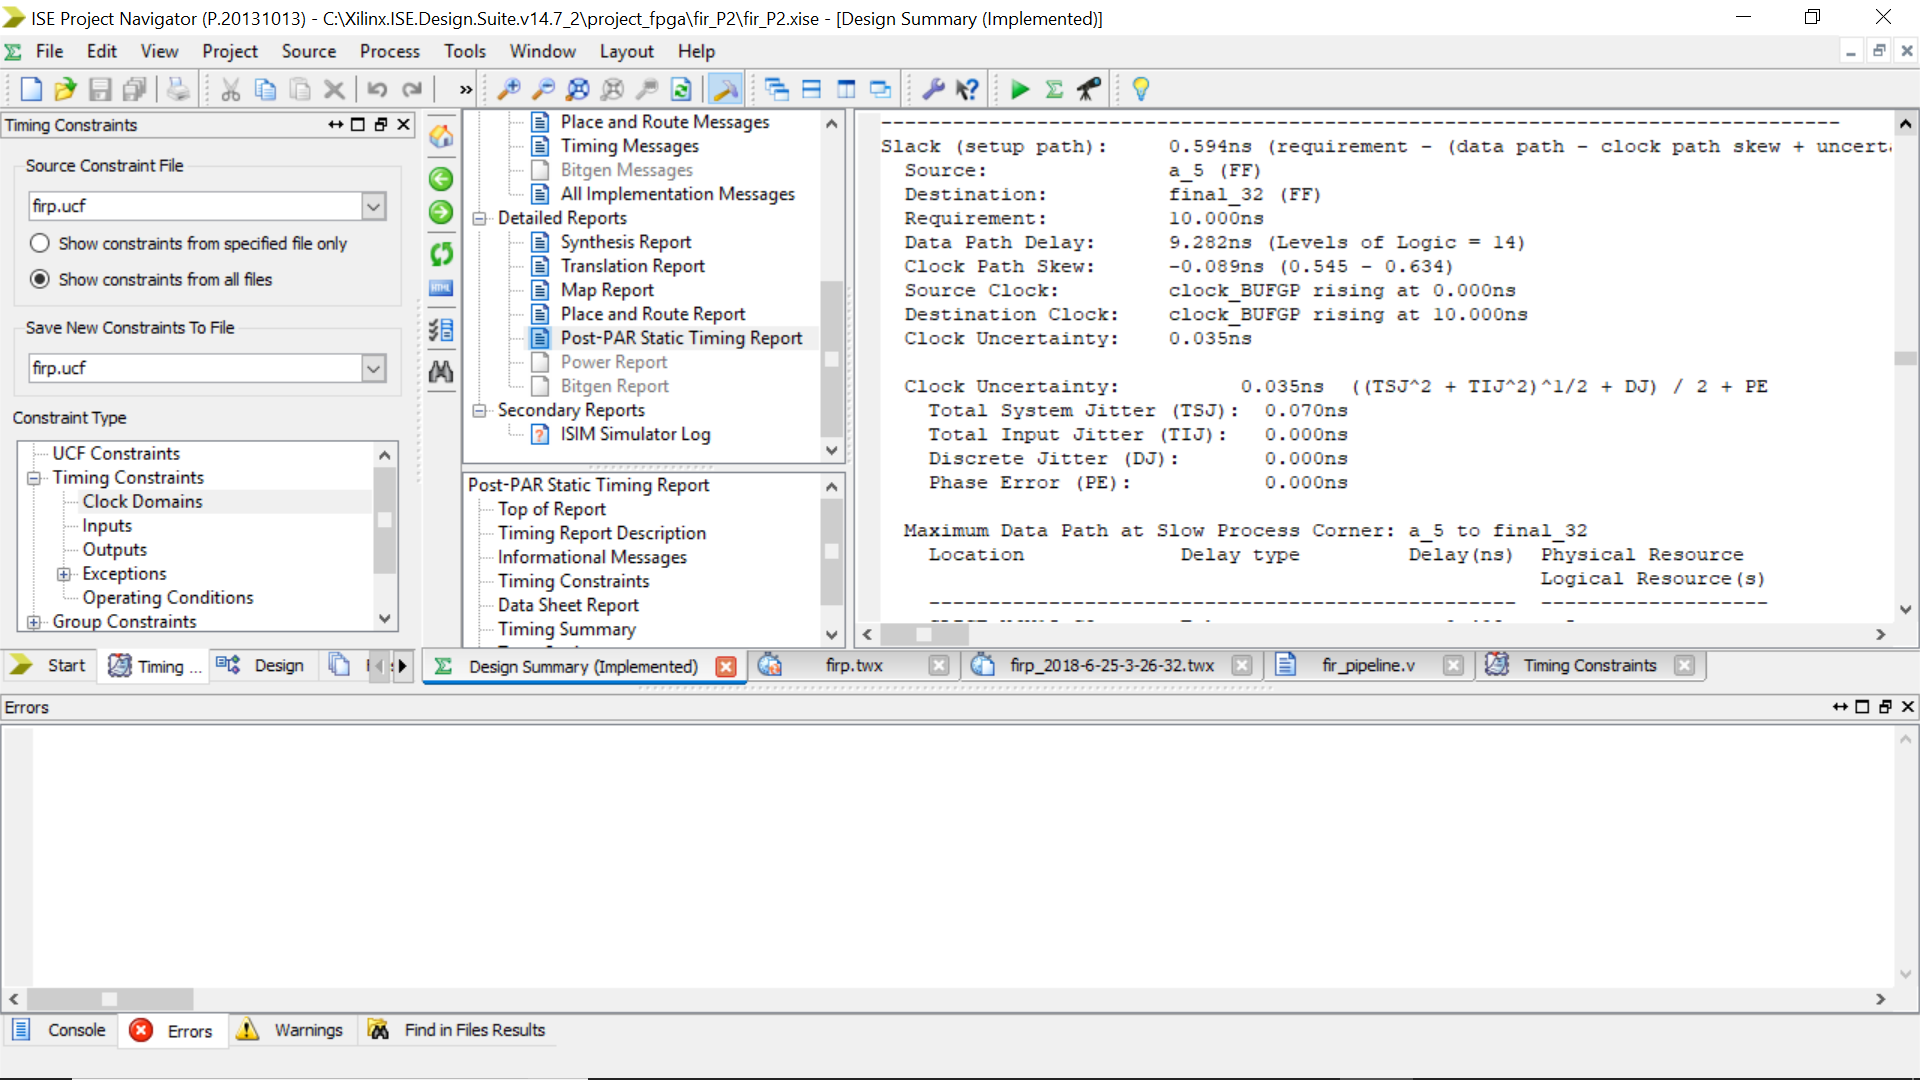 ISE Project Navigator (P.20131013) - C:\Xilinx.ISE.Design.Suite.v14.7_2\project_fpga\fir_P2\fir_P2.xise - [Design Summary (Implemented)]
File Edit View Project Source Process Tools Window Layout Help
Timing Constraints
Source Constraint File
firp.ucf
Show constraints from specified file only
Show constraints from all files
Save New Constraints To File
firp.ucf
Constraint Type
UCF Constraints
Timing Constraints
Clock Domains
Inputs
Outputs
Exceptions
Operating Conditions
Group Constraints
Start Timing ... Design
HTML
Place and Route Messages
Timing Messages
Bitgen Messages
All Implementation Messages
Detailed Reports
Synthesis Report
Translation Report
Map Report
Place and Route Report
Post-PAR Static Timing Report
Power Report
Bitgen Report
Secondary Reports
ISIM Simulator Log
Post-PAR Static Timing Report
Top of Report
Timing Report Description
Informational Messages
Timing Constraints
Data Sheet Report
Timing Summary
--------------------------------------------------------------------------------
Slack (setup path): 0.594ns (requirement - (data path - clock path skew + uncert
Source: a_5 (FF)
Destination: final_32 (FF)
Requirement: 10.000ns
Data Path Delay: 9.282ns (Levels of Logic = 14)
Clock Path Skew: -0.089ns (0.545 - 0.634)
Source Clock: clock_BUFGP rising at 0.000ns
Destination Clock: clock_BUFGP rising at 10.000ns
Clock Uncertainty: 0.035ns
Clock Uncertainty: 0.035ns ((TSJ^2 + TIJ^2)^1/2 + DJ) / 2 + PE
Total System Jitter (TSJ): 0.070ns
Total Input Jitter (TIJ): 0.000ns
Discrete Jitter (DJ): 0.000ns
Phase Error (PE): 0.000ns
Maximum Data Path at Slow Process Corner: a_5 to final_32
Location Delay type Delay(ns) Physical Resource
Logical Resource(s)
------------------------------------------------- -------------------
Design Summary (Implemented) firp.twx firp_2018-6-25-3-26-32.twx fir_pipeline.v Timing Constraints
Errors
Console Errors Warnings Find in Files Results